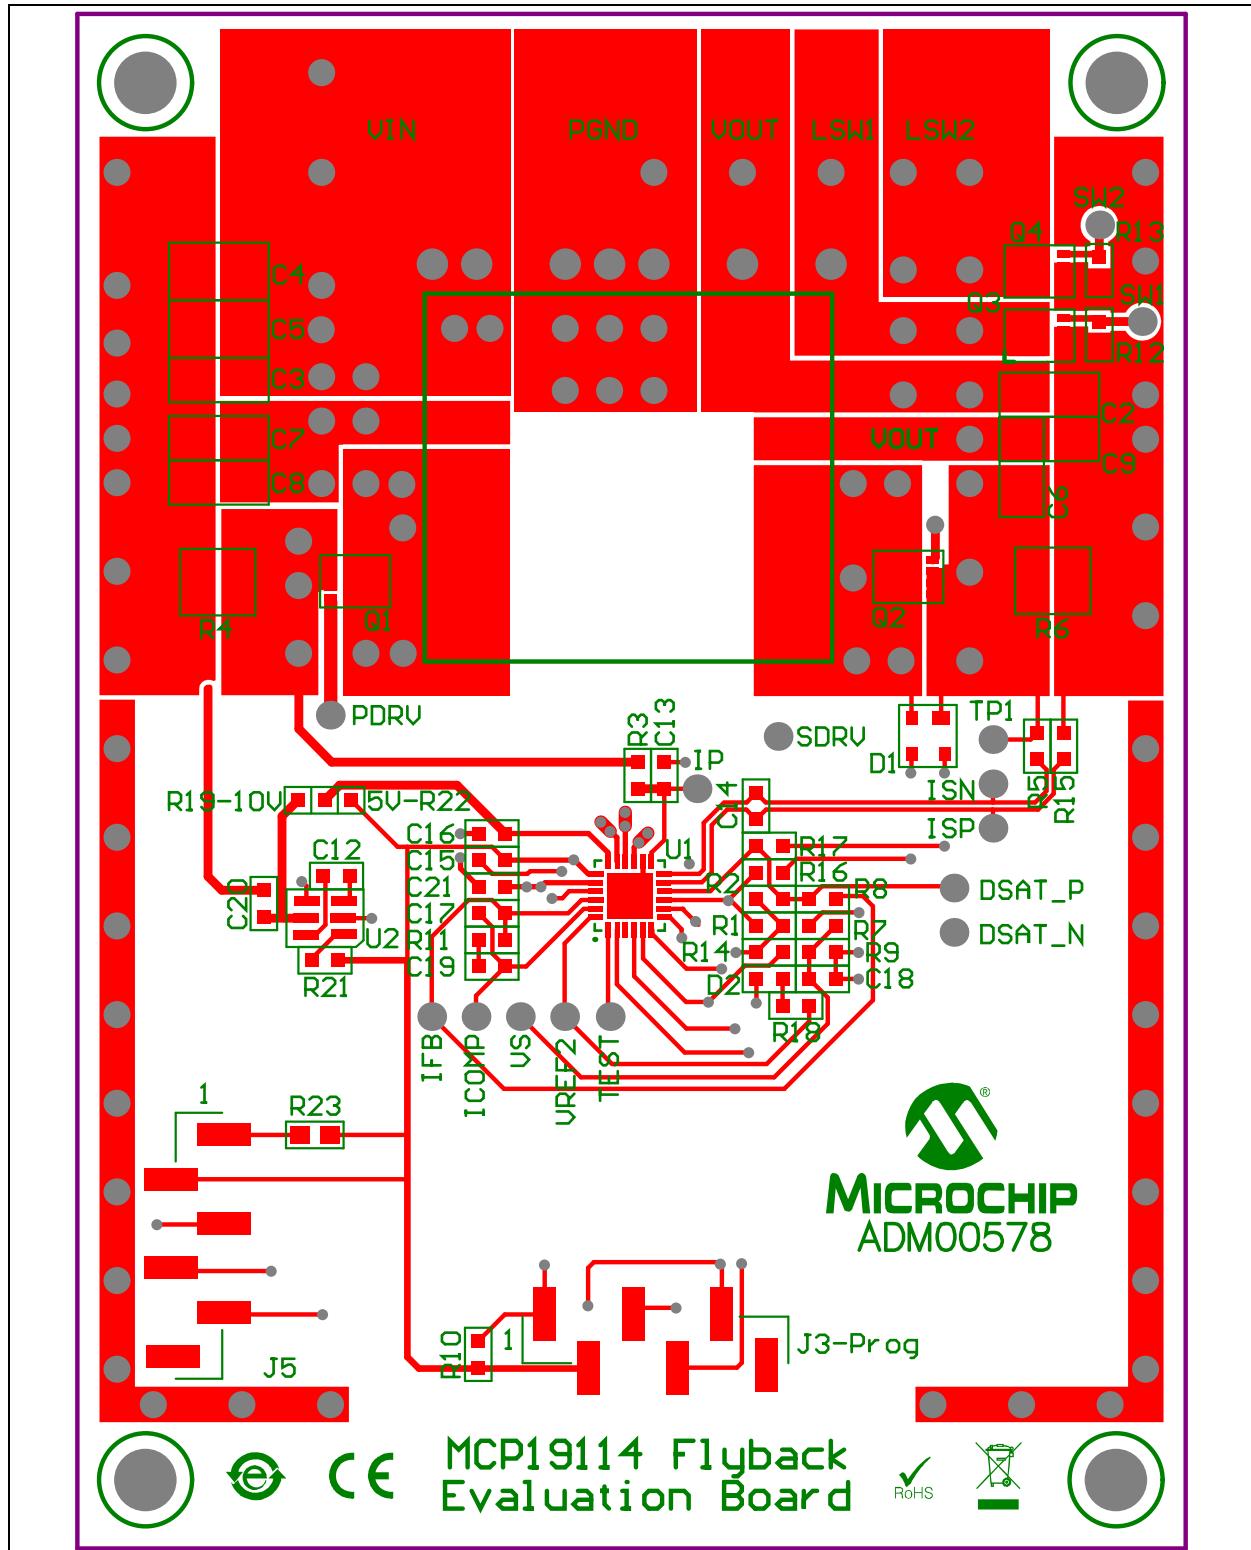 VIN PGND VOUT LSW1 LSW2
SW2
Q4 R13
C4
Q3 SW1
C5
R12
C3
C2
C7 VOUT
C9
C8
C6
R4 Q1 Q2 R6
PDRV TP1
R3 C13
SDRV
IP D1
ISN R5 R15
R19-10V 5V-R22
C14
ISP
C16 U1 R17
C12 C15
R16
C21 R2 R8 DSAT_P
C20 C17
U2 R11 R1 R7 DSAT_N
R14 R9
C19
R21 D2 C18
R18
IFB ICOMP VS VREF2 TEST
1
R23
®
MICROCHIP
ADM00578
R10 1 J3-Prog
J5
MCP19114 Flyback
Evaluation Board
e
CE
RoHS